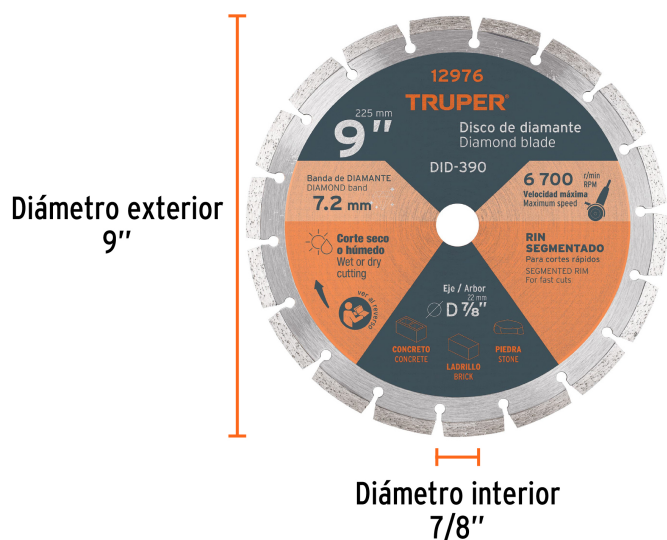 12976
TRUPER®
225 mm
9"
Disco de diamante
Diamond blade
DID-390
Banda de DIAMANTE
DIAMOND band
7.2 mm
6 700 r/min
RPM
Velocidad máxima
Maximum speed
Diámetro exterior
9"
Corte seco
o húmedo
Wet or dry
cutting
RIN
SEGMENTADO
Para cortes rápidos
SEGMENTED RIM
For fast cuts
ver al reverso
Eje / Arbor
22 mm
D 7/8"
CONCRETO
CONCRETE
LADRILLO
BRICK
PIEDRA
STONE
Diámetro interior
7/8"